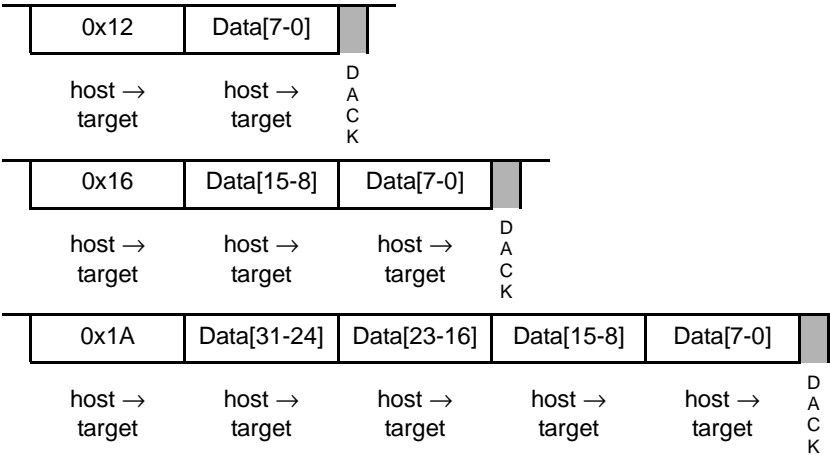 0x12 Data[7-0]
host → host →
target target
D
A
C
K
0x16 Data[15-8] Data[7-0]
host → host → host →
target target target
D
A
C
K
0x1A Data[31-24] Data[23-16] Data[15-8] Data[7-0]
host → host → host → host → host →
target target target target target
D
A
C
K